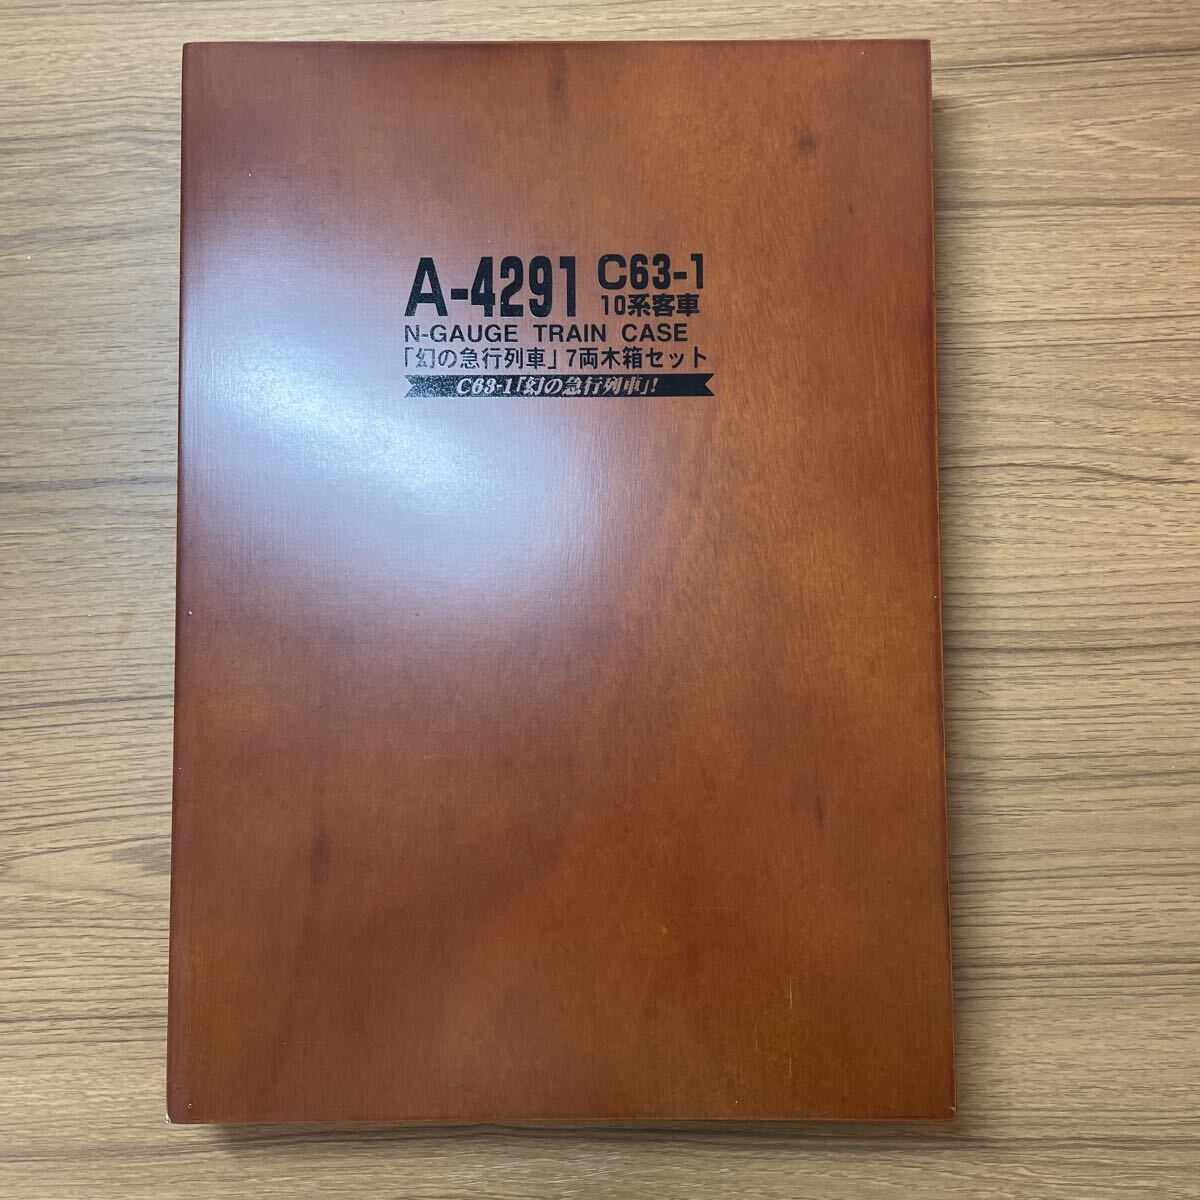 A-4291 C63-1
10系客車
N-GAUGE TRAIN CASE
「幻の急行列車」7両木箱セット
C63-1「幻の急行列車」!